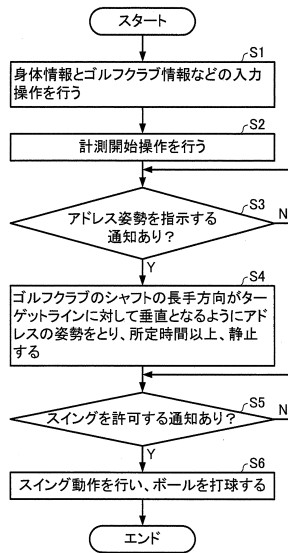 スタート
S1
身体情報とゴルフクラブ情報などの入力
操作を行う
S2
計測開始操作を行う
S3
アドレス姿勢を指示する
通知あり?
N
Y
S4
ゴルフクラブのシャフトの長手方向がター
ゲットラインに対して垂直となるようにアド
レスの姿勢をとり、所定時間以上、静止
する
S5
スイングを許可する通知あり?
N
Y
S6
スイング動作を行い、ボールを打球する
エンド